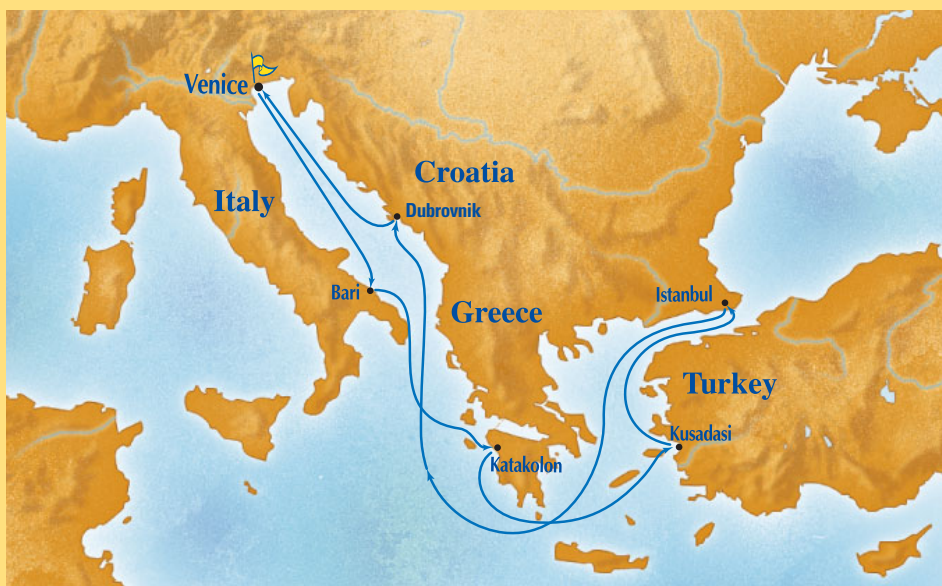 Venice
Croatia
Italy
Dubrovnik
Bari
Istanbul
Greece
Turkey
Kusadasi
Katakolon